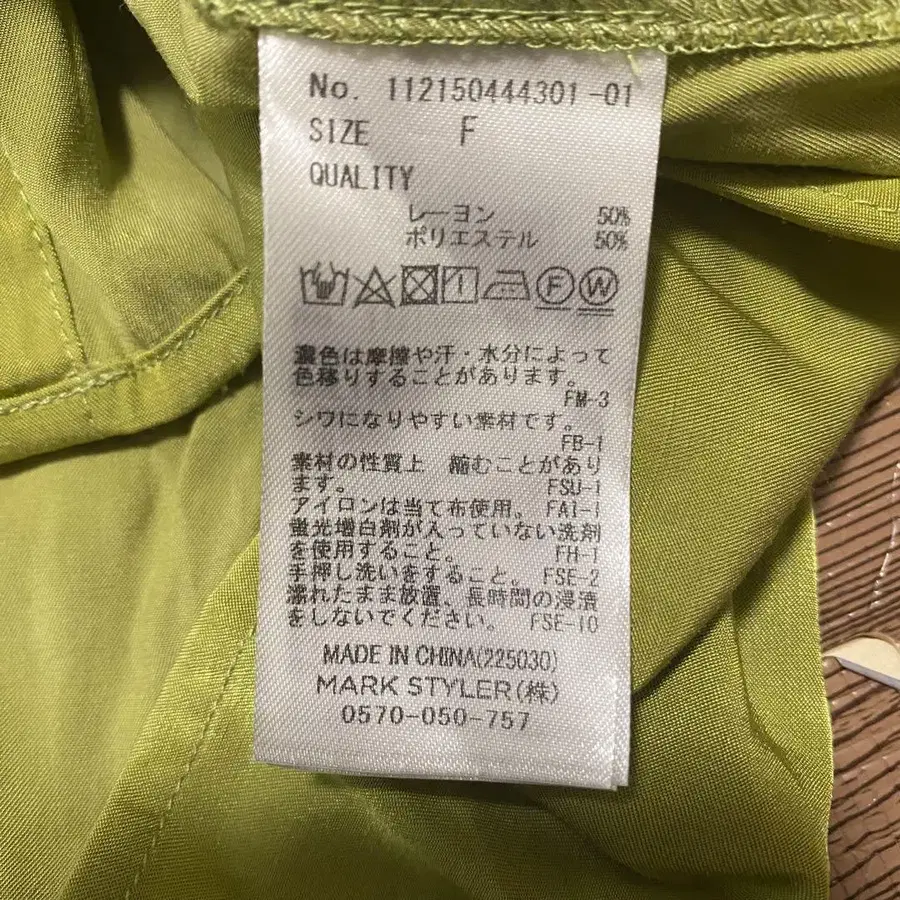 No. 112150444301-01
SIZE F
QUALITY
レーヨン 50%
ポリエステル 50%
F W
濃色は摩擦や汗・水分によって
色移りすることがあります。
FM-3
シワになりやすい素材です。
FB-1
素材の性質上 縮むことがあり
ます。 FSU-1
アイロンは当て布使用。 FAI-1
蛍光増白剤が入っていない洗剤
を使用すること。 FH-1
手押し洗いをすること。 FSE-2
濡れたまま放置、長時間の浸漬
をしないでください。 FSE-10
MADE IN CHINA(225030)
MARK STYLER(株)
0570-050-757